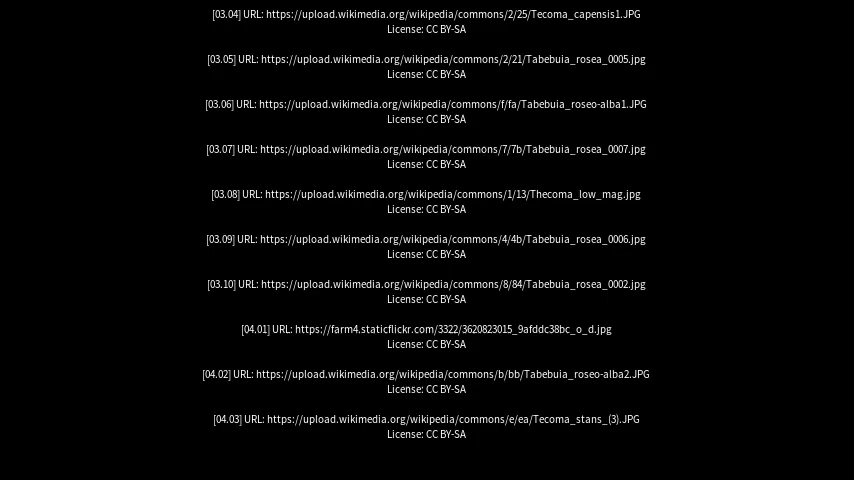 [03.04] URL: https://upload.wikimedia.org/wikipedia/commons/2/25/Tecoma_capensis1.JPG
License: CC BY-SA
[03.05] URL: https://upload.wikimedia.org/wikipedia/commons/2/21/Tabebuia_rosea_0005.jpg
License: CC BY-SA
[03.06] URL: https://upload.wikimedia.org/wikipedia/commons/f/fa/Tabebuia_roseo-alba1.JPG
License: CC BY-SA
[03.07] URL: https://upload.wikimedia.org/wikipedia/commons/7/7b/Tabebuia_rosea_0007.jpg
License: CC BY-SA
[03.08] URL: https://upload.wikimedia.org/wikipedia/commons/1/13/Thecoma_low_mag.jpg
License: CC BY-SA
[03.09] URL: https://upload.wikimedia.org/wikipedia/commons/4/4b/Tabebuia_rosea_0006.jpg
License: CC BY-SA
[03.10] URL: https://upload.wikimedia.org/wikipedia/commons/8/84/Tabebuia_rosea_0002.jpg
License: CC BY-SA
[04.01] URL: https://farm4.staticflickr.com/3322/3620823015_9afddc38bc_o_d.jpg
License: CC BY-SA
[04.02] URL: https://upload.wikimedia.org/wikipedia/commons/b/bb/Tabebuia_roseo-alba2.JPG
License: CC BY-SA
[04.03] URL: https://upload.wikimedia.org/wikipedia/commons/e/ea/Tecoma_stans_(3).JPG
License: CC BY-SA